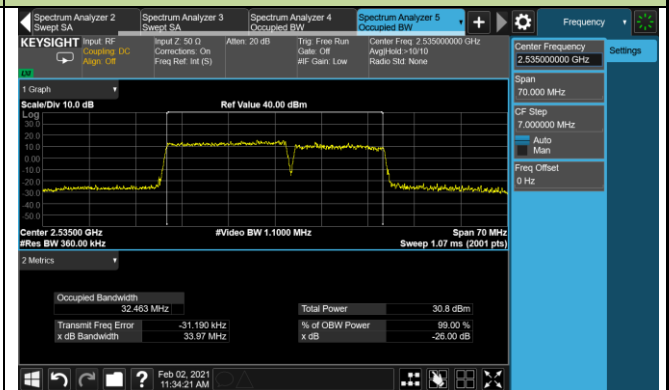 Spectrum Analyzer 2 Swept SA
Spectrum Analyzer 3 Swept SA
Spectrum Analyzer 4 Occupied BW
Spectrum Analyzer 5 Occupied BW
+
Frequency
KEYSIGHT
Input: RF
Coupling: DC
Align: Off
Input Z: 50 Ω
Corrections: On
Freq Ref: Int (S)
Atten: 20 dB
Trig: Free Run
Gate: Off
#IF Gain: Low
Center Freq: 2.535000000 GHz
Avg|Hold:>10/10
Radio Std: None
Center Frequency
2.535000000 GHz
Settings
Span
70.000 MHz
CF Step
7.000000 MHz
Auto
Man
Freq Offset
0 Hz
1 Graph
Scale/Div 10.0 dB
Ref Value 40.00 dBm
Log
30.0
20.0
10.0
0.00
-10.0
-20.0
-30.0
-40.0
-50.0
Center 2.53500 GHz
#Video BW 1.1000 MHz
Span 70 MHz
#Res BW 360.00 kHz
Sweep 1.07 ms (2001 pts)
2 Metrics
Occupied Bandwidth
32.463 MHz
Total Power
30.8 dBm
Transmit Freq Error
-31.190 kHz
% of OBW Power
99.00 %
x dB Bandwidth
33.97 MHz
x dB
-26.00 dB
?
Feb 02, 2021
11:34:21 AM